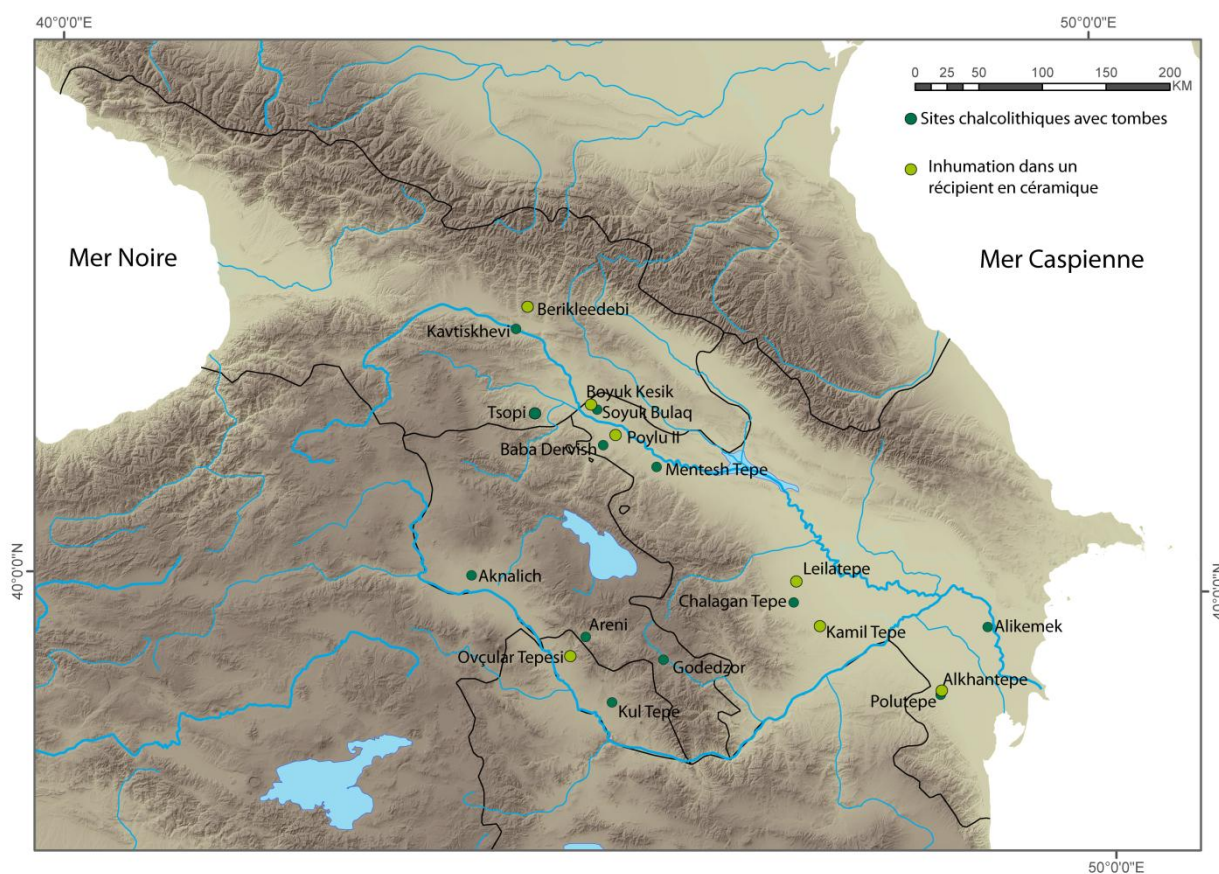 40°0'0"E
50°0'0"E
0 25 50 100 150 200
KM
Sites chalcolithiques avec tombes
Inhumation dans un
récipient en céramique
Mer Noire
Mer Caspienne
Berikleedebi
Kavtiskhevi
Boyuk Kesik
Tsopi
Soyuk Bulaq
Poylu II
Baba Dervish
Mentesh Tepe
40°0'0"N
Aknalich
Leilatepe
Chalagan Tepe
40°0'0"N
Areni
Kamil Tepe
Alikemek
Ovçular Tepesi
Godedzor
Alkhantepe
Polutepe
Kul Tepe
50°0'0"E